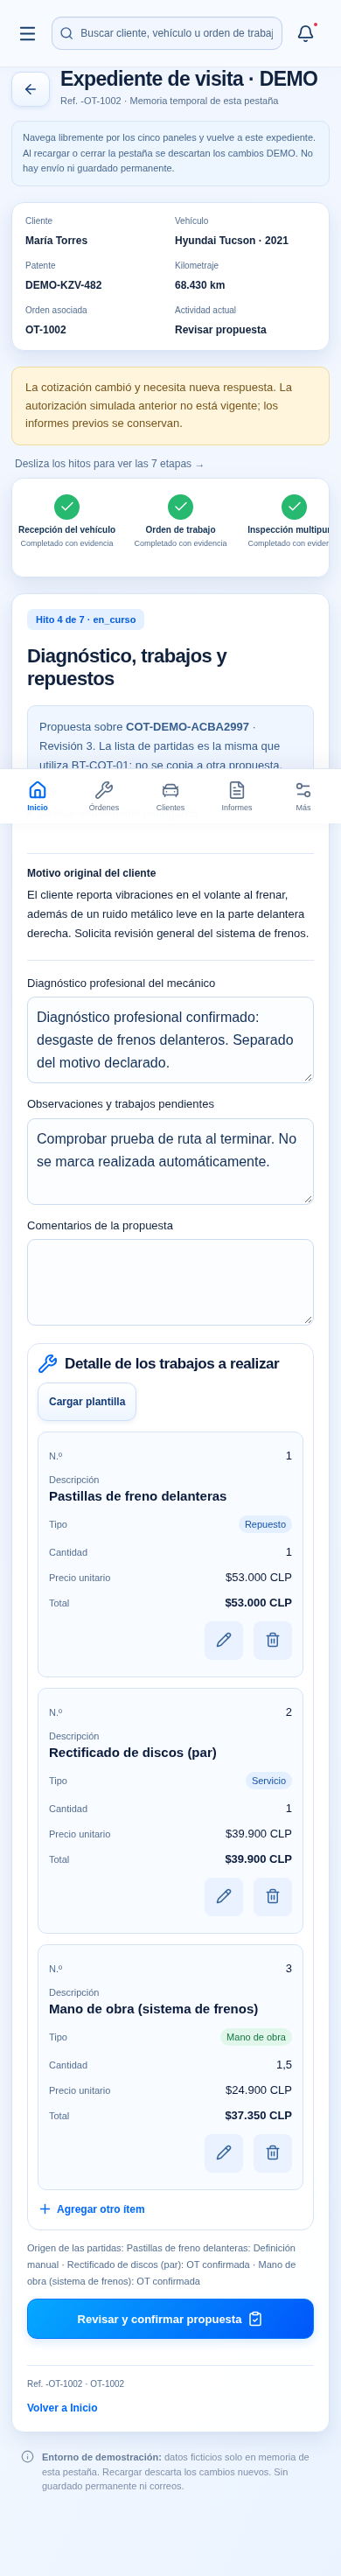 Buscar cliente, vehículo u orden de trabaj
Expediente de visita · DEMO
Ref. -OT-1002 · Memoria temporal de esta pestaña
Navega libremente por los cinco paneles y vuelve a este expediente.
Al recargar o cerrar la pestaña se descartan los cambios DEMO. No
hay envío ni guardado permanente.
Cliente
María Torres
Vehículo
Hyundai Tucson · 2021
Patente
DEMO-KZV-482
Kilometraje
68.430 km
Orden asociada
OT-1002
Actividad actual
Revisar propuesta
La cotización cambió y necesita nueva respuesta. La
autorización simulada anterior no está vigente; los
informes previos se conservan.
Desliza los hitos para ver las 7 etapas →
Recepción del vehículo
Completado con evidencia
Orden de trabajo
Completado con evidencia
Inspección multipu
Completado con eviden
Hito 4 de 7 · en_curso
Diagnóstico, trabajos y
repuestos
Propuesta sobre COT-DEMO-ACBA2997 ·
Revisión 3. La lista de partidas es la misma que
utiliza BT-COT-01; no se copia a otra propuesta.
Inicio
Órdenes
Clientes
Informes
Más
Motivo original del cliente
El cliente reporta vibraciones en el volante al frenar,
además de un ruido metálico leve en la parte delantera
derecha. Solicita revisión general del sistema de frenos.
Diagnóstico profesional del mecánico
Diagnóstico profesional confirmado:
desgaste de frenos delanteros. Separado
del motivo declarado.
Observaciones y trabajos pendientes
Comprobar prueba de ruta al terminar. No
se marca realizada automáticamente.
Comentarios de la propuesta
Detalle de los trabajos a realizar
Cargar plantilla
N.º 1
Descripción
Pastillas de freno delanteras
Tipo Repuesto
Cantidad 1
Precio unitario $53.000 CLP
Total $53.000 CLP
N.º 2
Descripción
Rectificado de discos (par)
Tipo Servicio
Cantidad 1
Precio unitario $39.900 CLP
Total $39.900 CLP
N.º 3
Descripción
Mano de obra (sistema de frenos)
Tipo Mano de obra
Cantidad 1,5
Precio unitario $24.900 CLP
Total $37.350 CLP
Agregar otro ítem
Origen de las partidas: Pastillas de freno delanteras: Definición
manual · Rectificado de discos (par): OT confirmada · Mano de
obra (sistema de frenos): OT confirmada
Revisar y confirmar propuesta
Ref. -OT-1002 · OT-1002
Volver a Inicio
Entorno de demostración: datos ficticios solo en memoria de
esta pestaña. Recargar descarta los cambios nuevos. Sin
guardado permanente ni correos.